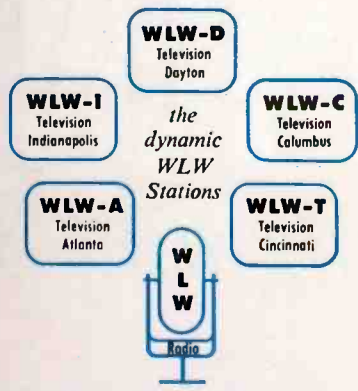 WLW-D
Television
Dayton
WLW-I
Television
Indianapolis
the
dynamic
WLW
Stations
WLW-C
Television
Columbus
WLW-A
Television
Atlanta
WLW-T
Television
Cincinnati
W
L
W
Radio